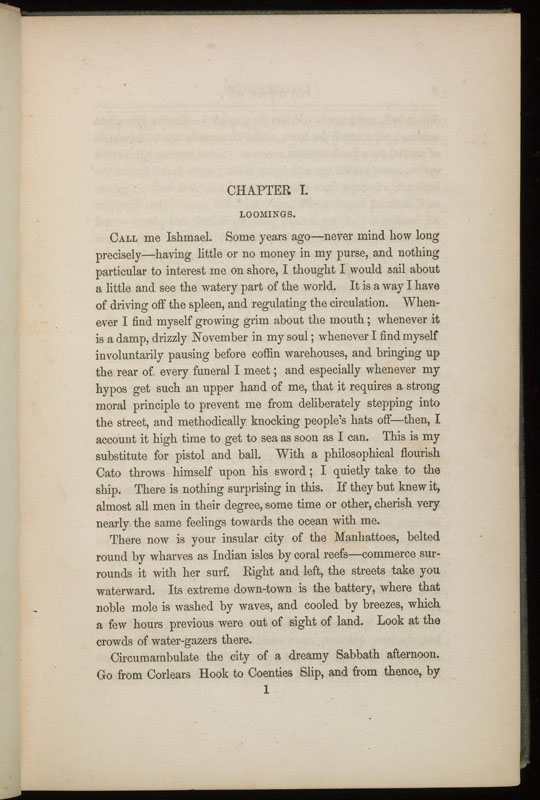 CHAPTER I.
LOOMINGS.
CALL me Ishmael. Some years ago—never mind how long
precisely—having little or no money in my purse, and nothing
particular to interest me on shore, I thought I would sail about
a little and see the watery part of the world. It is a way I have
of driving off the spleen, and regulating the circulation. When-
ever I find myself growing grim about the mouth; whenever it
is a damp, drizzly November in my soul; whenever I find myself
involuntarily pausing before coffin warehouses, and bringing up
the rear of every funeral I meet; and especially whenever my
hypos get such an upper hand of me, that it requires a strong
moral principle to prevent me from deliberately stepping into
the street, and methodically knocking people's hats off—then, I
account it high time to get to sea as soon as I can. This is my
substitute for pistol and ball. With a philosophical flourish
Cato throws himself upon his sword; I quietly take to the
ship. There is nothing surprising in this. If they but knew it,
almost all men in their degree, some time or other, cherish very
nearly the same feelings towards the ocean with me.
There now is your insular city of the Manhattoes, belted
round by wharves as Indian isles by coral reefs—commerce sur-
rounds it with her surf. Right and left, the streets take you
waterward. Its extreme down-town is the battery, where that
noble mole is washed by waves, and cooled by breezes, which
a few hours previous were out of sight of land. Look at the
crowds of water-gazers there.
Circumambulate the city of a dreamy Sabbath afternoon.
Go from Corlears Hook to Coenties Slip, and from thence, by
1